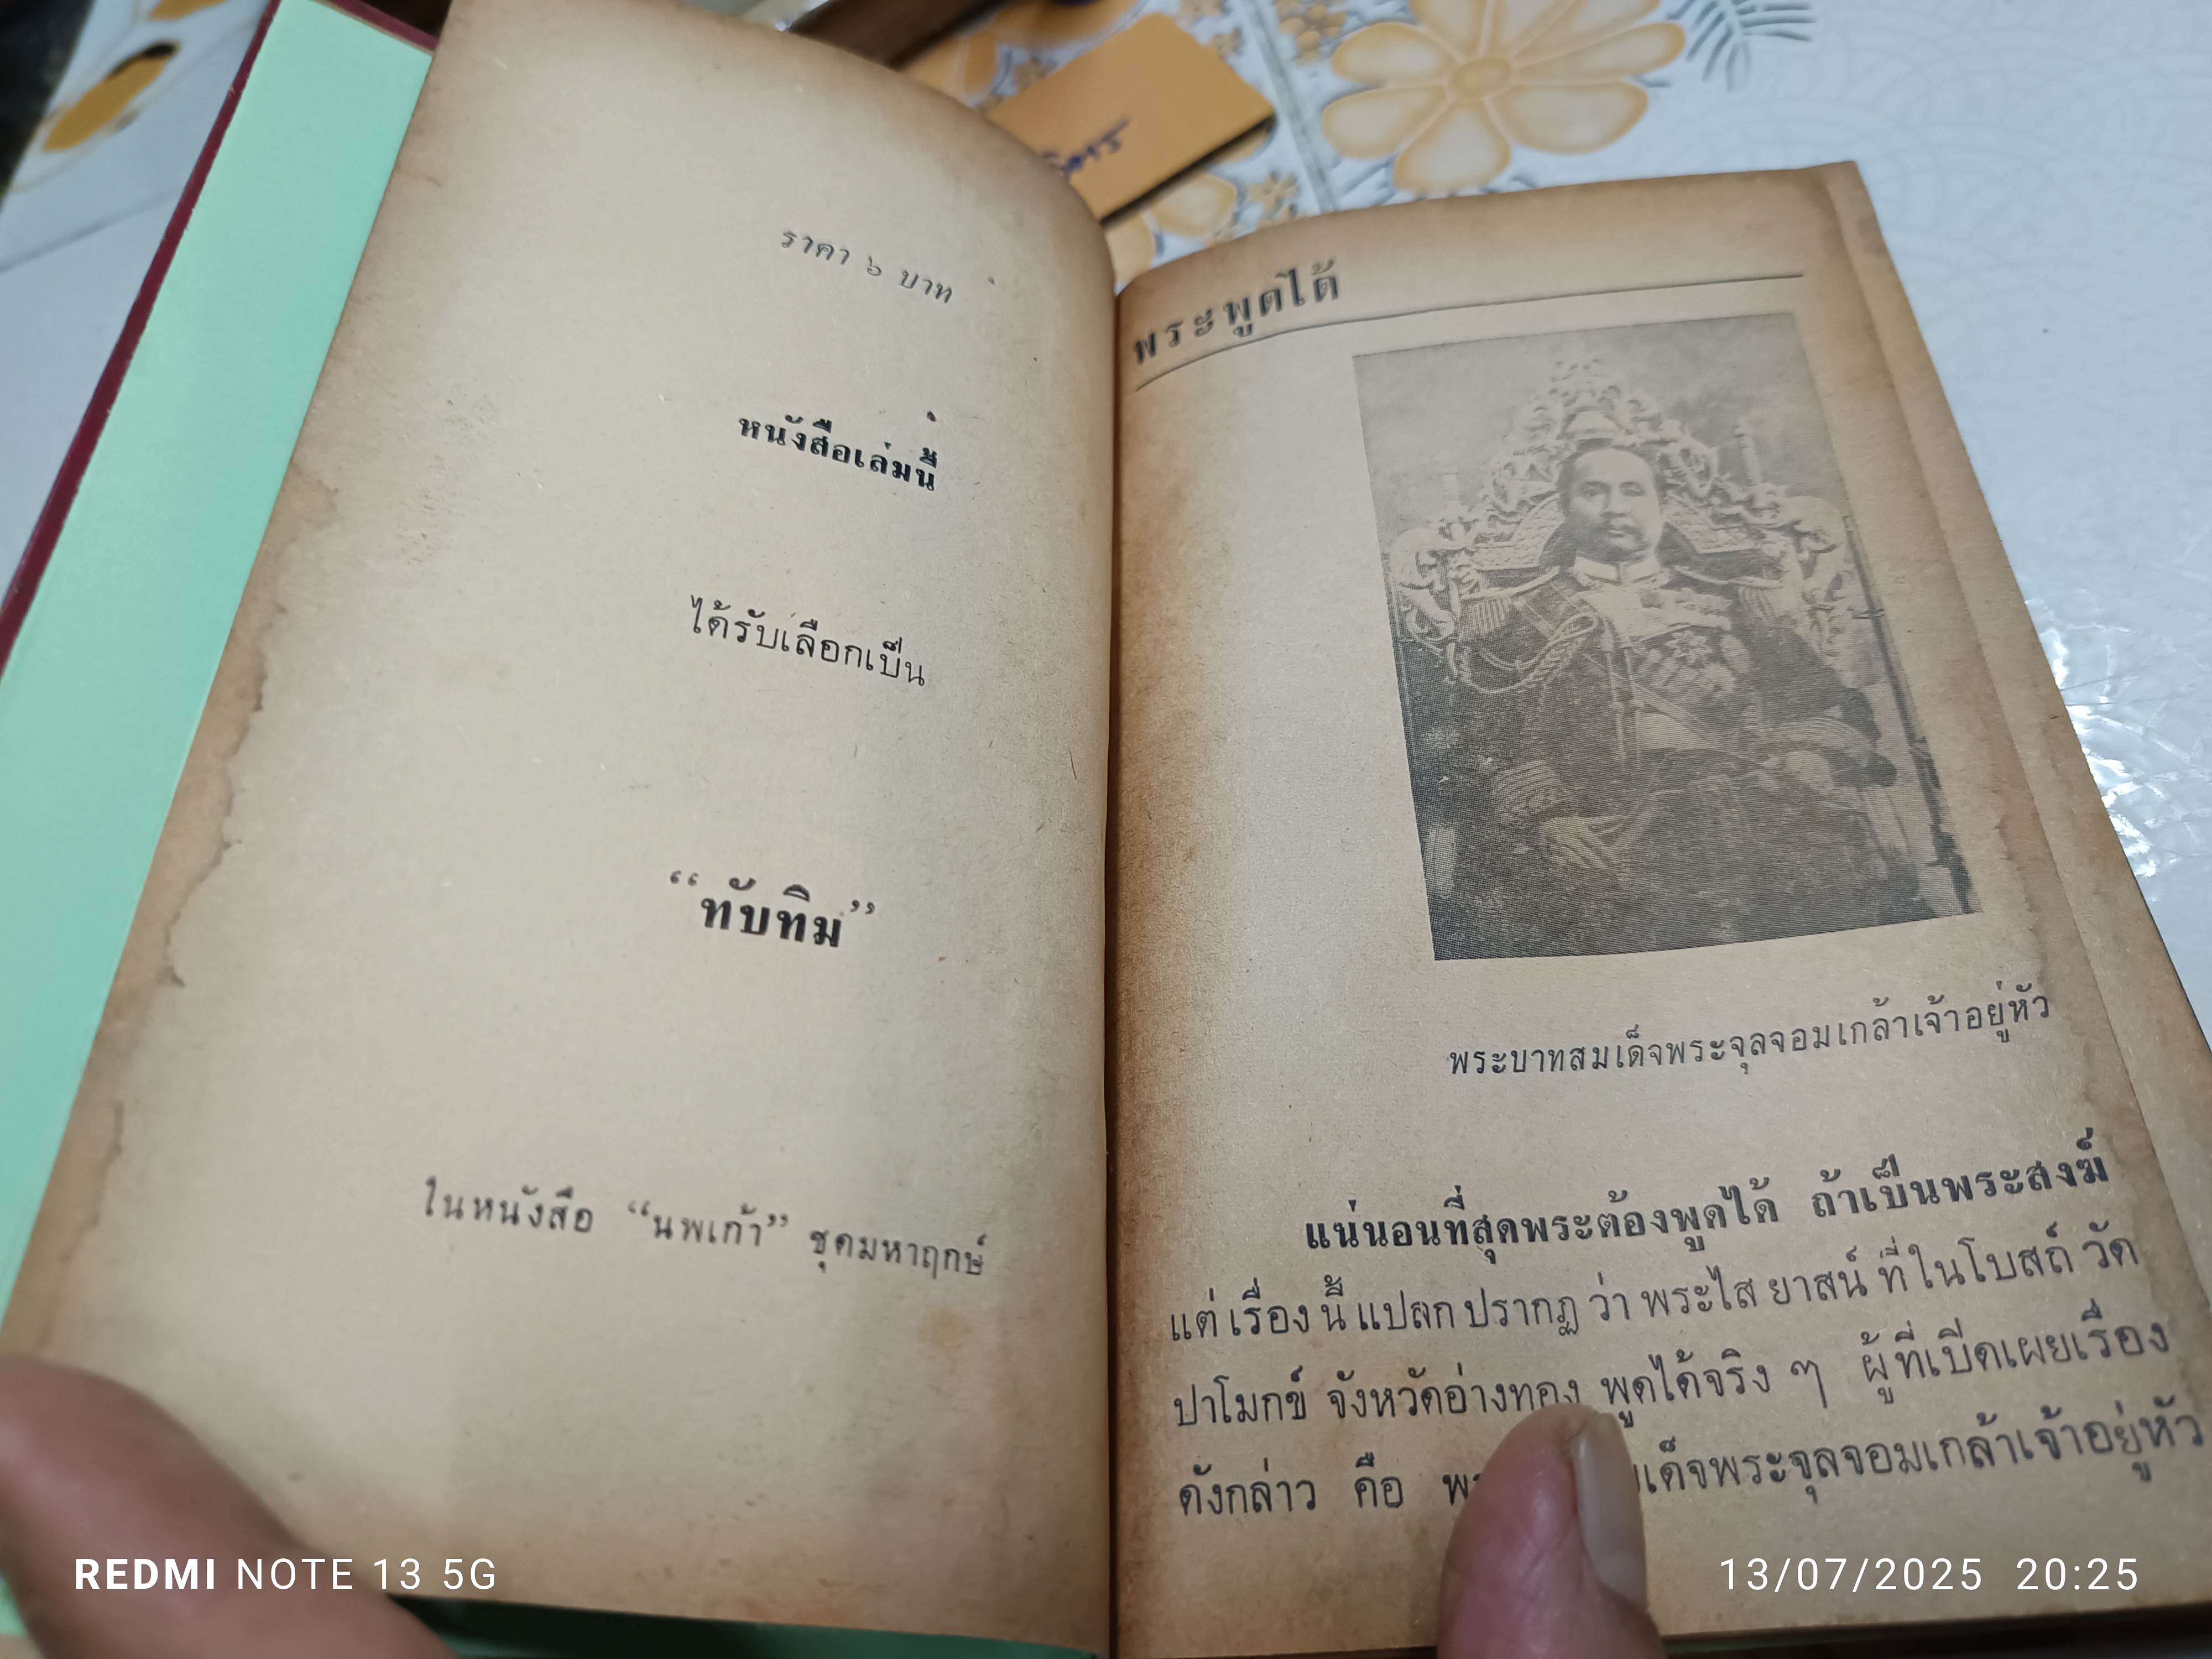 ราคา ๖ บาท
หนังสือเล่มนี้
ได้รับเลือกเป็น
“ทับทิม”
ในหนังสือ “นพเก้า” ชุดมหาฤกษ์
พระพูดได้
พระบาทสมเด็จพระจุลจอมเกล้าเจ้าอยู่หัว
แน่นอนที่สุดพระต้องพูดได้ ถ้าเป็นพระสงฆ์
แต่เรื่องนี้แปลกปรากฏว่าพระไสยาสน์ที่ในโบสถ์วัด
ปาโมกข์ จังหวัดอ่างทอง พูดได้จริง ๆ ผู้ที่เปิดเผยเรื่อง
ดังกล่าว คือ เด็จพระจุลจอมเกล้าเจ้าอยู่หัว
REDMI NOTE 13 5G
13/07/2025 20:25